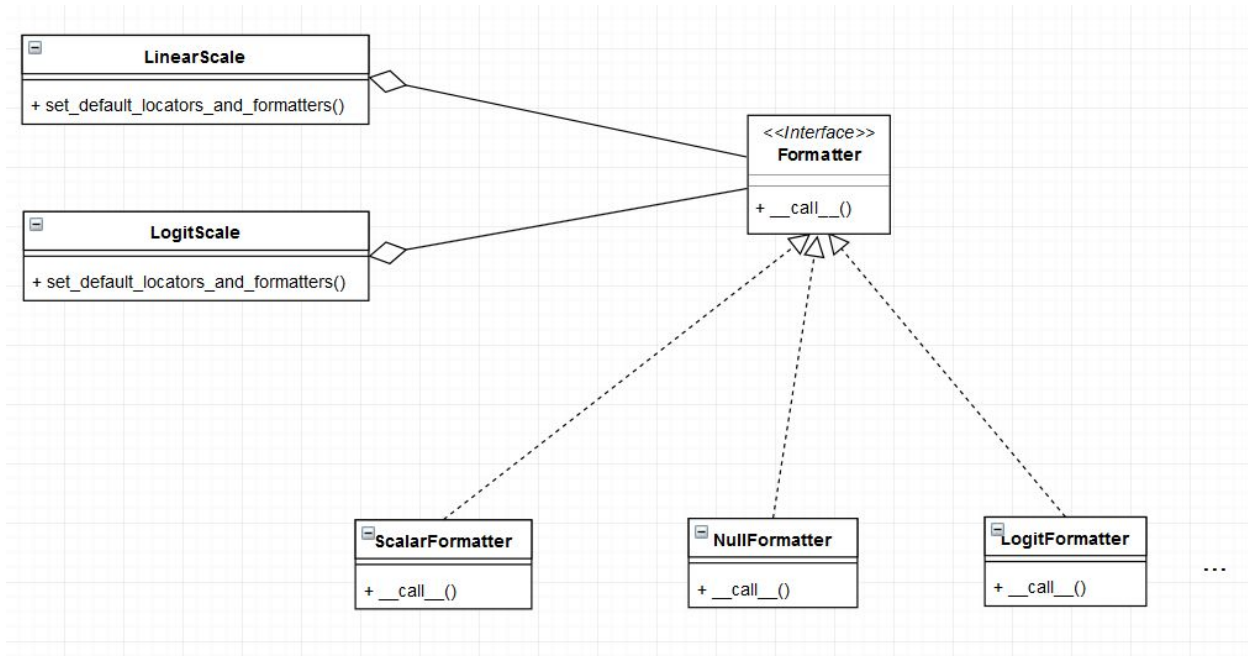 LinearScale
+ set_default_locators_and_formatters()
<<Interface>>
Formatter
+ __call__()
LogitScale
+ set_default_locators_and_formatters()
ScalarFormatter
+ __call__()
NullFormatter
+ __call__()
LogitFormatter
+ __call__()
...